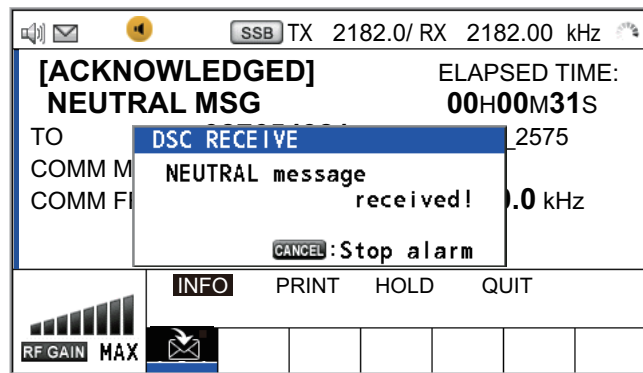 SSB TX 2182.0/ RX 2182.00 kHz
[ACKNOWLEDGED] ELAPSED TIME:
NEUTRAL MSG 00H00M31S
TO _2575
DSC RECEIVE
COMM M
NEUTRAL message
received!
COMM F .0 kHz
CANCEL:Stop alarm
INFO PRINT HOLD QUIT
RF GAIN MAX